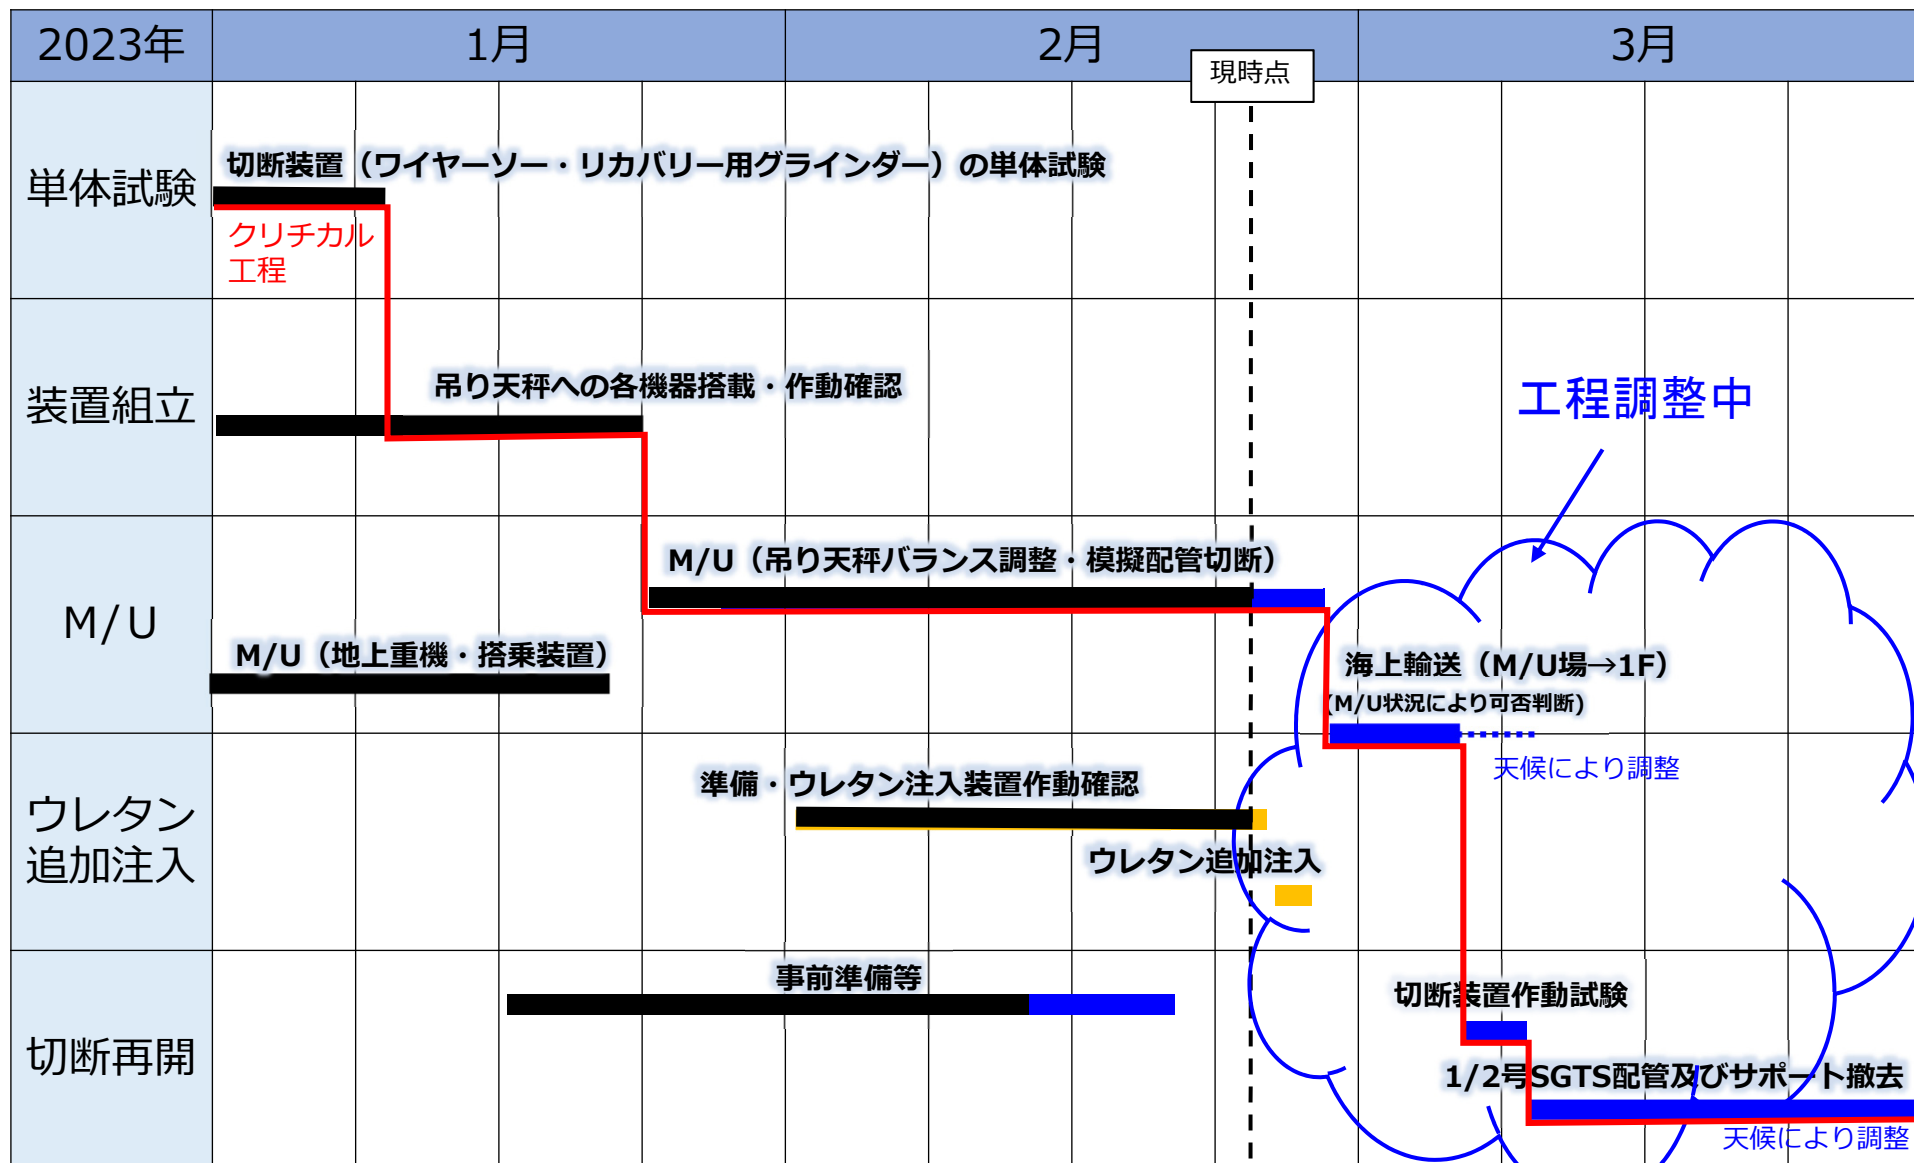 2023年
1月
2月
3月
現時点
単体試験
切断装置（ワイヤーソー・リカバリー用グラインダー）の単体試験
クリチカル
工程
装置組立
吊り天秤への各機器搭載・作動確認
工程調整中
M/U
M/U（吊り天秤バランス調整・模擬配管切断）
M/U（地上重機・搭乗装置）
海上輸送（M/U場→1F）
(M/U状況により可否判断)
天候により調整
ウレタン
追加注入
準備・ウレタン注入装置作動確認
ウレタン追加注入
切断再開
事前準備等
切断装置作動試験
1/2号SGTS配管及びサポート撤去
天候により調整